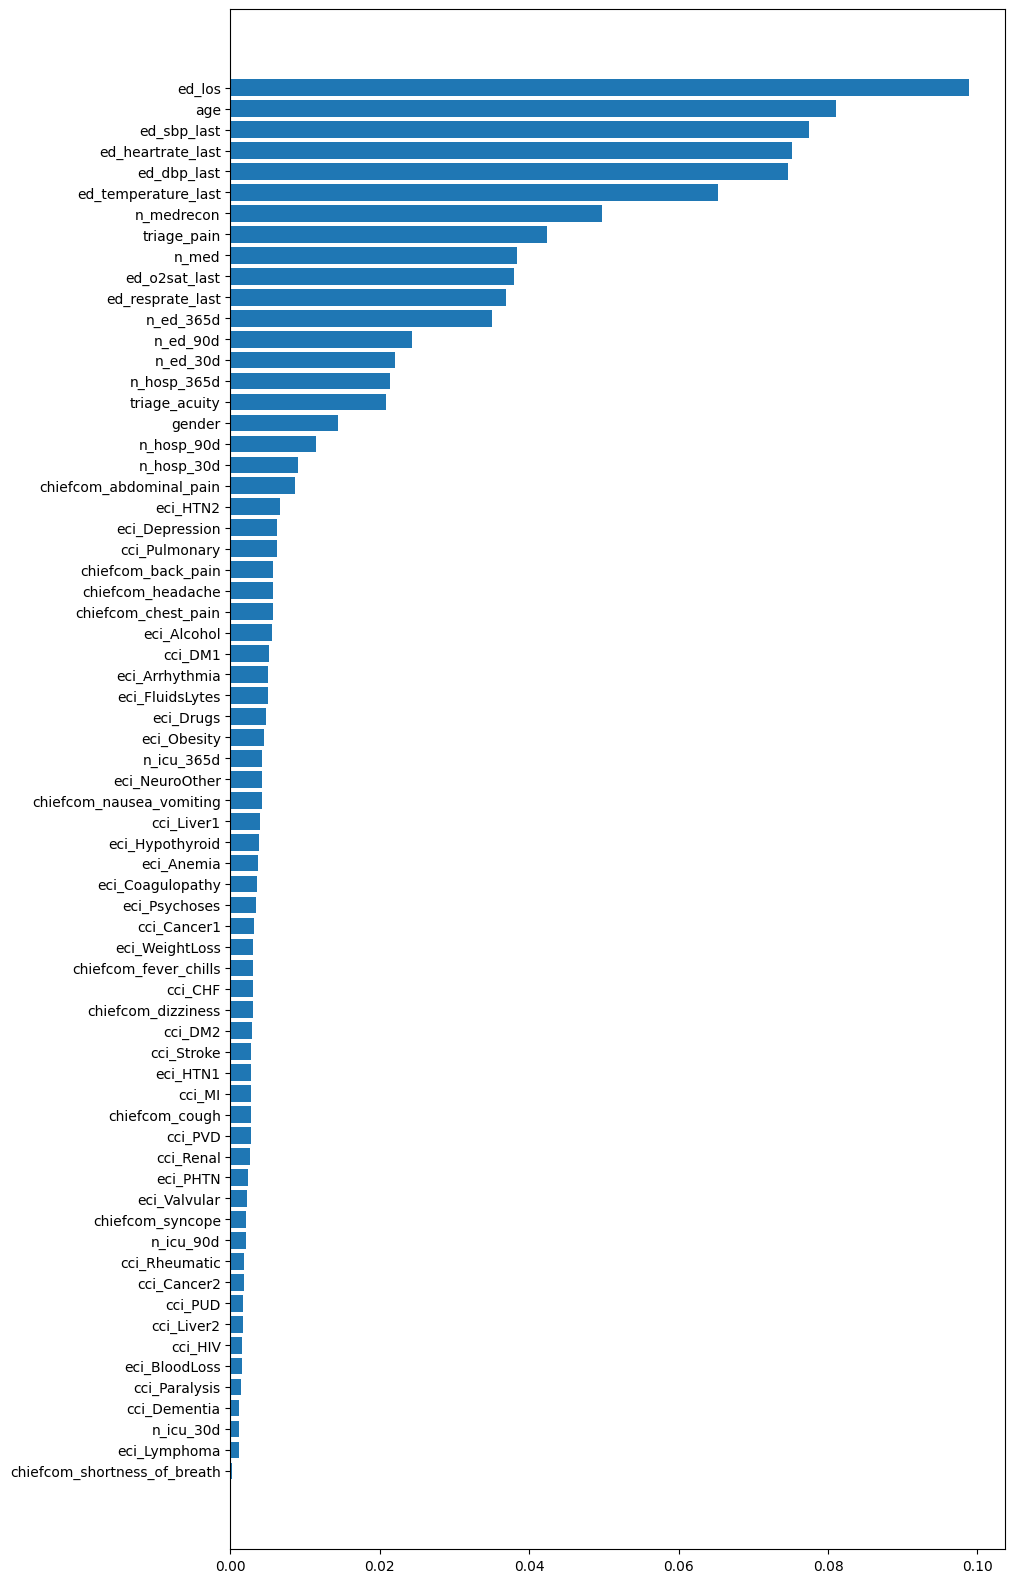 ed_los
age
ed_sbp_last
ed_heartrate_last
ed_dbp_last
ed_temperature_last
n_medrecon
triage_pain
n_med
ed_o2sat_last
ed_resprate_last
n_ed_365d
n_ed_90d
n_ed_30d
n_hosp_365d
triage_acuity
gender
n_hosp_90d
n_hosp_30d
chiefcom_abdominal_pain
eci_HTN2
eci_Depression
cci_Pulmonary
chiefcom_back_pain
chiefcom_headache
chiefcom_chest_pain
eci_Alcohol
cci_DM1
eci_Arrhythmia
eci_FluidsLytes
eci_Drugs
eci_Obesity
n_icu_365d
eci_NeuroOther
chiefcom_nausea_vomiting
cci_Liver1
eci_Hypothyroid
eci_Anemia
eci_Coagulopathy
eci_Psychoses
cci_Cancer1
eci_WeightLoss
chiefcom_fever_chills
cci_CHF
chiefcom_dizziness
cci_DM2
cci_Stroke
eci_HTN1
cci_MI
chiefcom_cough
cci_PVD
cci_Renal
eci_PHTN
eci_Valvular
chiefcom_syncope
n_icu_90d
cci_Rheumatic
cci_Cancer2
cci_PUD
cci_Liver2
cci_HIV
eci_BloodLoss
cci_Paralysis
cci_Dementia
n_icu_30d
eci_Lymphoma
chiefcom_shortness_of_breath
0.00 0.02 0.04 0.06 0.08 0.10